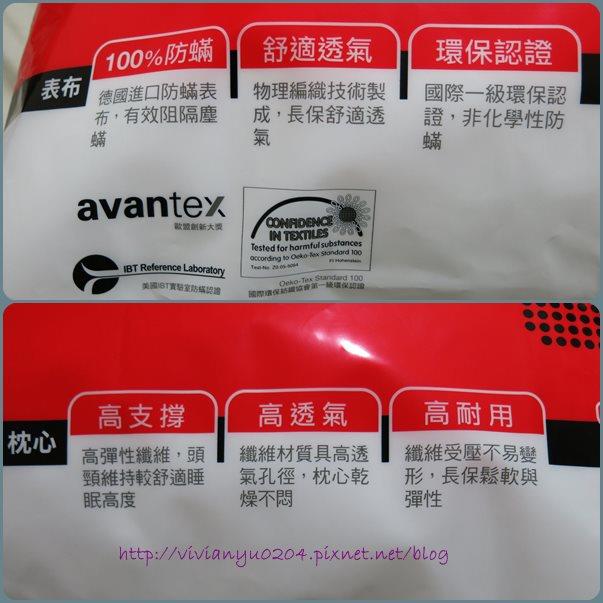 表布
100%防蟎
德國進口防蟎表
布，有效阻隔塵
蟎
舒適透氣
物理編織技術製
成，長保舒適透
氣
環保認證
國際一級環保認
證，非化學性防
蟎
avantex
歐盟創新大獎
IBT Reference Laboratory
美國IBT實驗室防蟎認證
CONFIDENCE
IN TEXTILES
Tested for harmful substances
according to Oeko-Tex Standard 100
Test-No. Z0.05-5094 FI Hohenstein
Oeko-Tex Standard 100
國際環保紡織協會第一級環保認證
枕心
高支撐
高彈性纖維，頭
頸維持較舒適睡
眠高度
高透氣
纖維材質具高透
氣孔徑，枕心乾
燥不悶
高耐用
纖維受壓不易變
形，長保鬆軟與
彈性
http://vivianyu0204.pixnet.net/blog